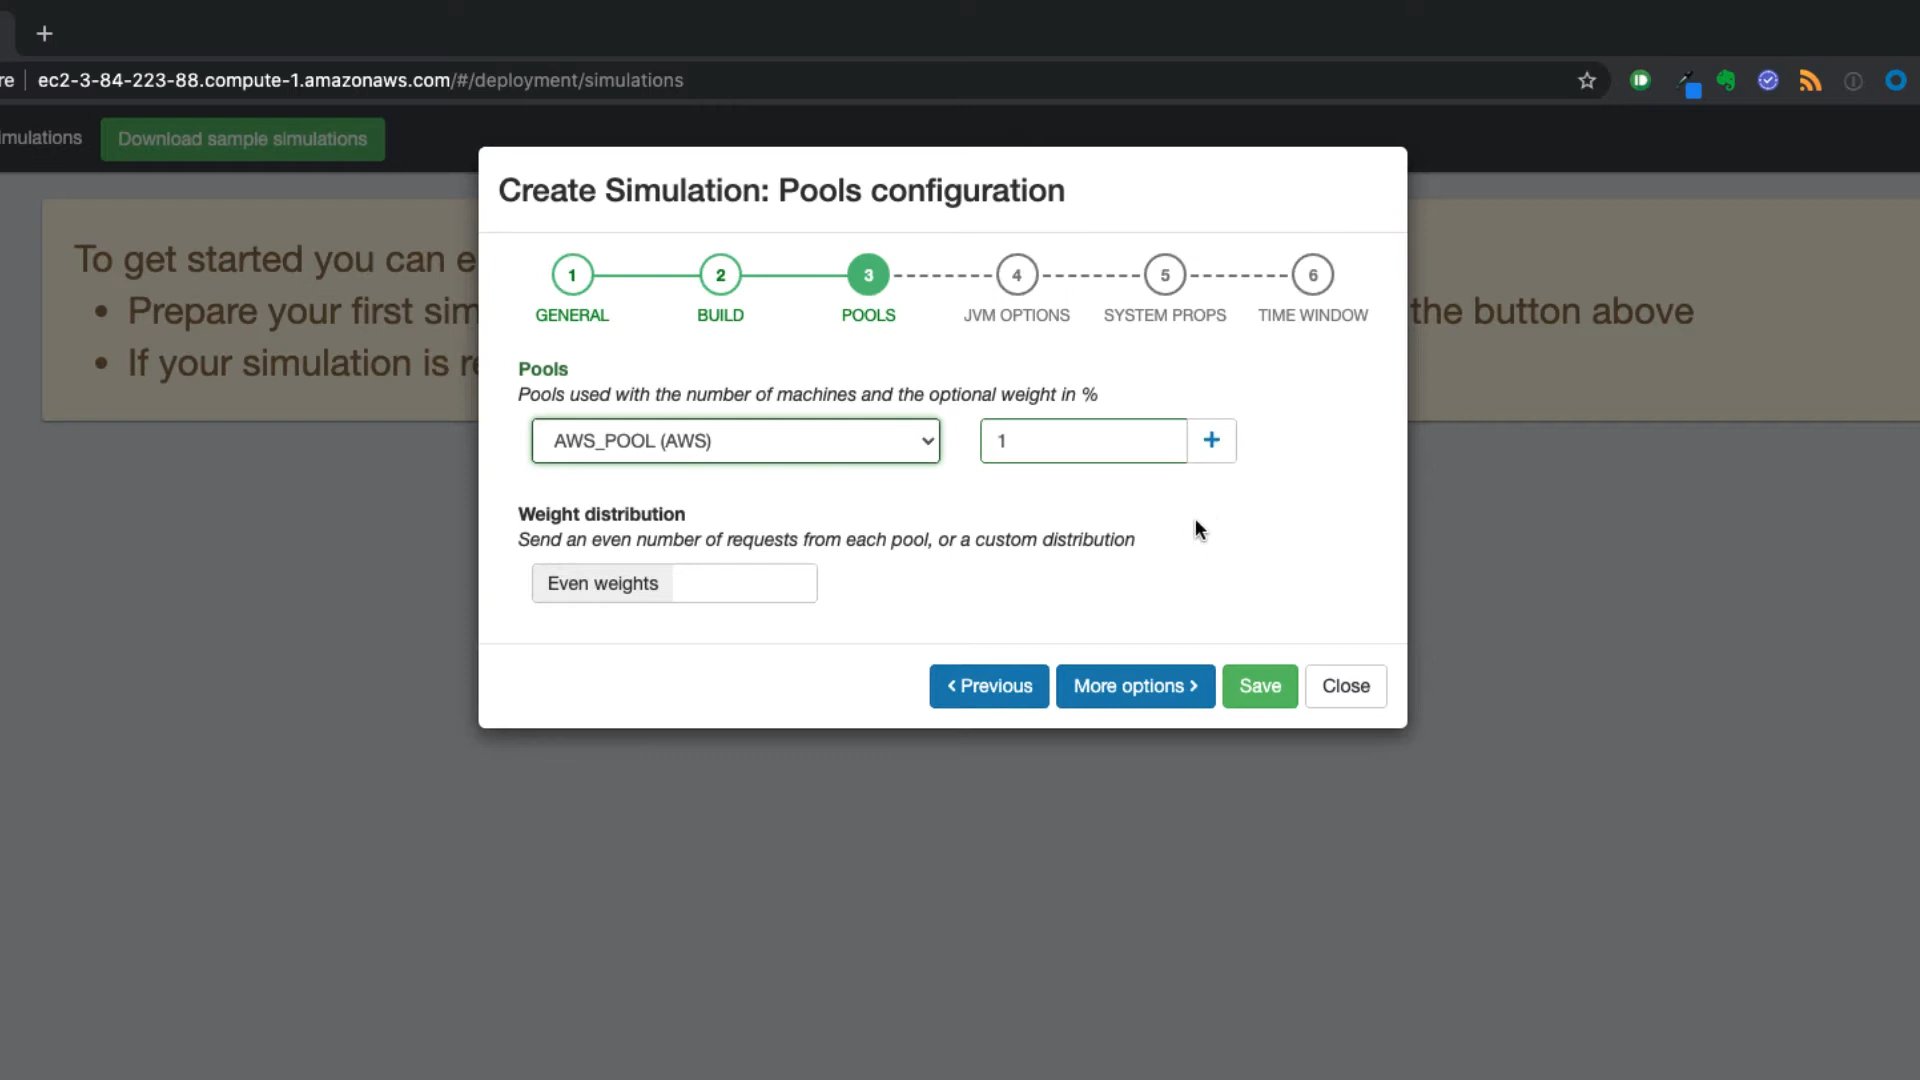 re ec2-3-84-223-88.compute-1.amazonaws.com/#/deployment/simulations
imulations Download sample simulations
Create Simulation: Pools configuration
To get started you can e
• Prepare your first sim
the button above
• If your simulation is re
1 2 3 4 5 6
GENERAL BUILD POOLS JVM OPTIONS SYSTEM PROPS TIME WINDOW
Pools
Pools used with the number of machines and the optional weight in %
AWS_POOL (AWS) 1 +
Weight distribution
Send an even number of requests from each pool, or a custom distribution
Even weights
Previous More options Save Close